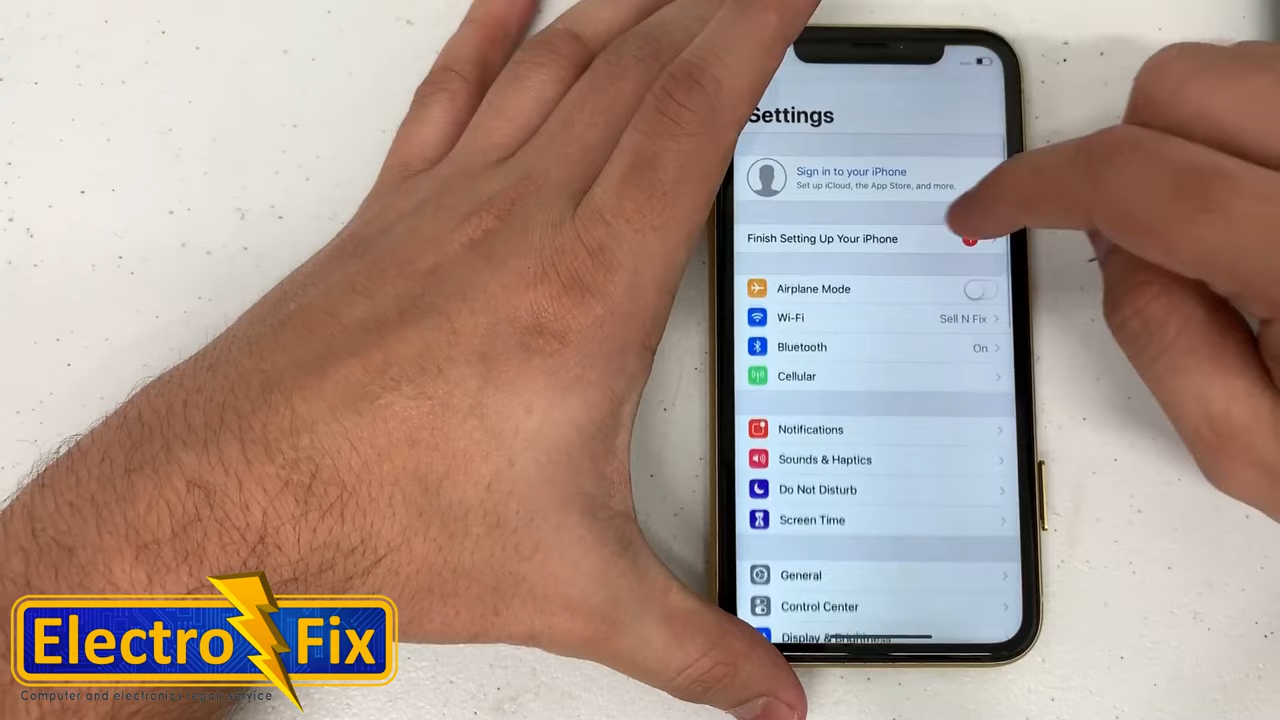 Settings
Sign in to your iPhone
Set up iCloud, the App Store, and more.
Finish Setting Up Your iPhone
Airplane Mode
Wi-Fi Sell N Fix
Bluetooth On
Cellular
Notifications
Sounds & Haptics
Do Not Disturb
Screen Time
General
Control Center
Display & Brightness
Electro Fix
Computer and electronics repair service